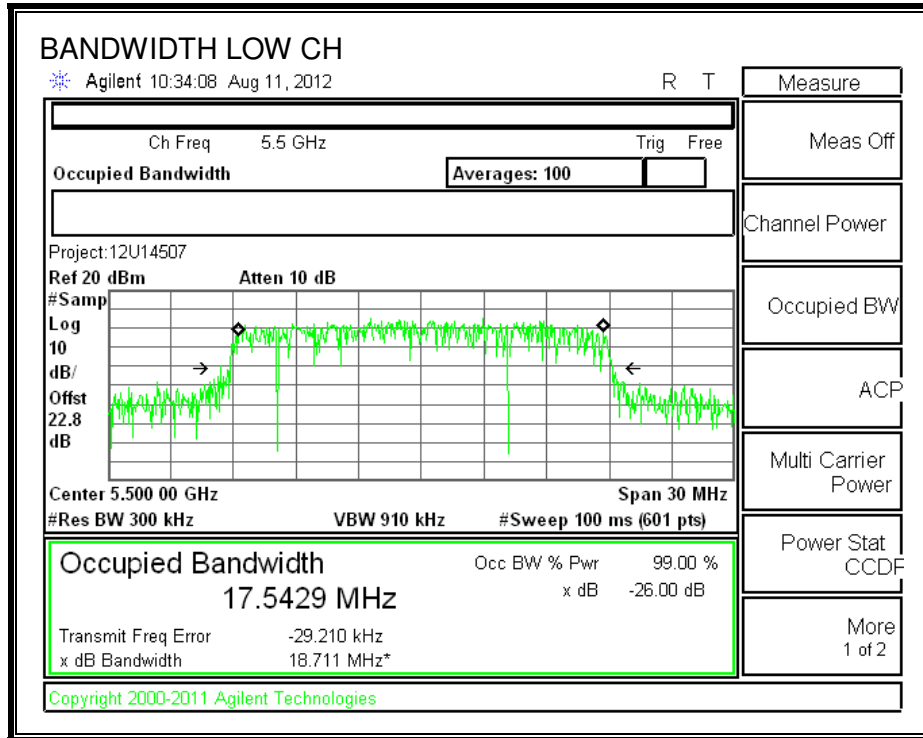 BANDWIDTH LOW CH
Agilent 10:34:08 Aug 11, 2012 R T
Measure
Ch Freq 5.5 GHz Trig Free
Meas Off
Occupied Bandwidth Averages: 100
Channel Power
Project:12U14507
Ref 20 dBm Atten 10 dB
#Samp
Log
10
dB/
Offst
22.8
dB
Occupied BW
ACP
Multi Carrier
Power
Center 5.500 00 GHz Span 30 MHz
#Res BW 300 kHz VBW 910 kHz #Sweep 100 ms (601 pts)
Power Stat
CCDF
Occupied Bandwidth Occ BW % Pwr 99.00 %
17.5429 MHz x dB -26.00 dB
Transmit Freq Error -29.210 kHz
x dB Bandwidth 18.711 MHz*
More
1 of 2
Copyright 2000-2011 Agilent Technologies